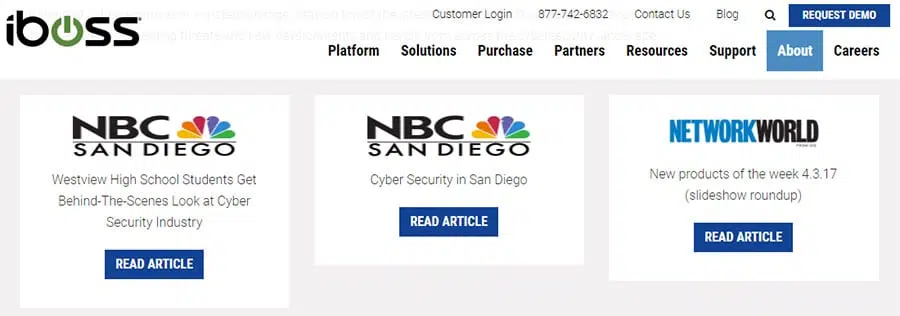 Customer Login 877-742-6832 Contact Us Blog REQUEST DEMO
iboss
Platform Solutions Purchase Partners Resources Support About Careers
NBC
SAN DIEGO
Westview High School Students Get
Behind-The-Scenes Look at Cyber
Security Industry
READ ARTICLE
NBC
SAN DIEGO
Cyber Security in San Diego
READ ARTICLE
NETWORKWORLD
FROM IDG
New products of the week 4.3.17
(slideshow roundup)
READ ARTICLE